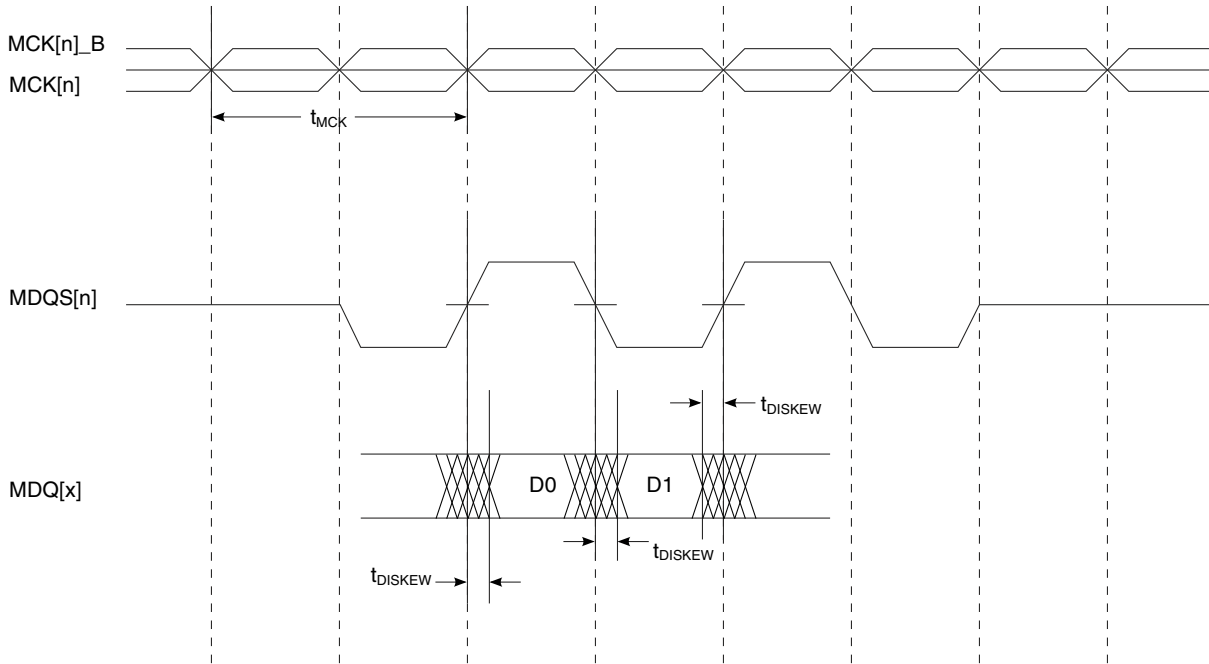 MCK[n]_B
MCK[n]
tMCK
MDQS[n]
tDISKEW
MDQ[x]
D0
D1
tDISKEW
tDISKEW